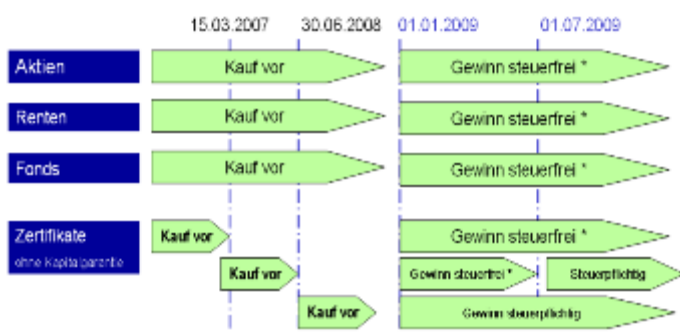 15.03.2007 30.06.2008 01.01.2009 01.07.2009
Aktien Kauf vor Gewinn steuerfrei *
Renten Kauf vor Gewinn steuerfrei *
Fonds Kauf vor Gewinn steuerfrei *
Zertifikate Kauf vor Gewinn steuerfrei *
ohne Kapitalgarantie
Kauf vor Gewinn steuerfrei * Steuerpflichtig
Kauf vor Gewinn steuerpflichtig